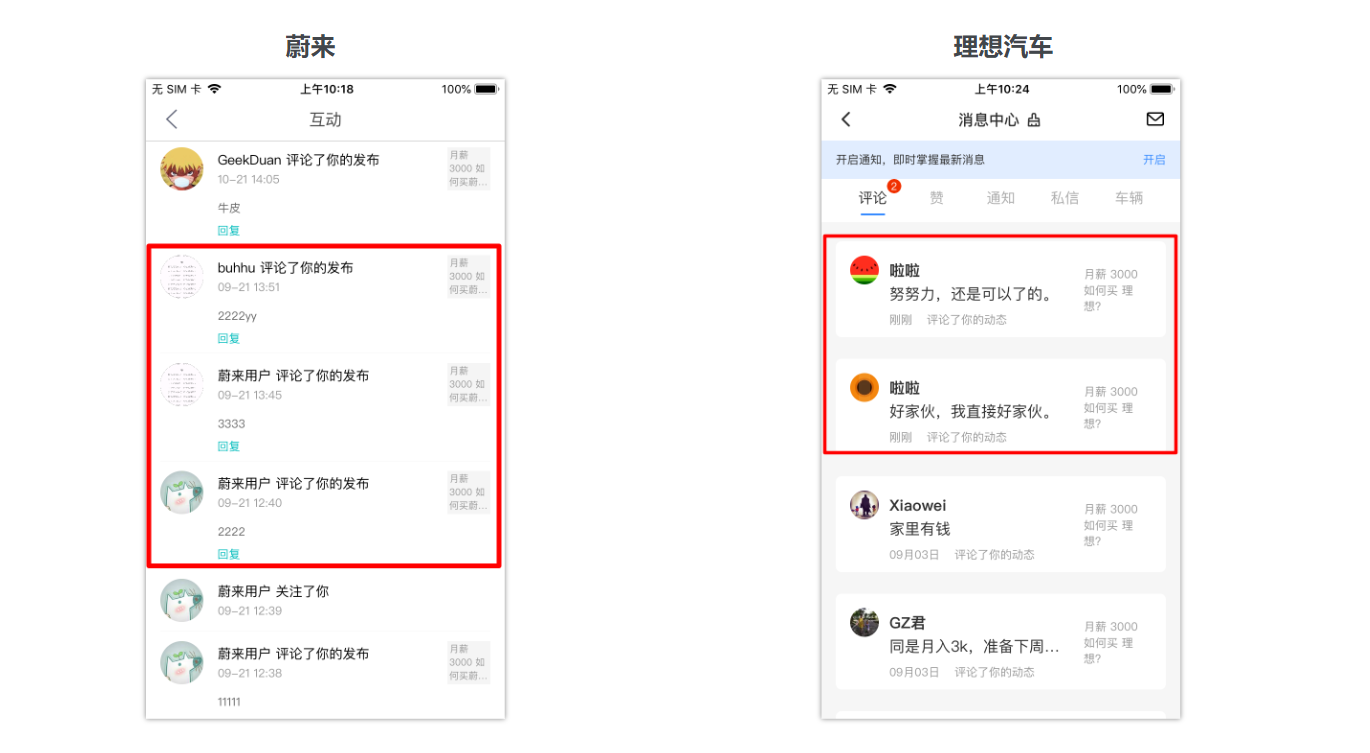 蔚来
无 SIM 卡
上午10:18
100%
互动
GeekDuan 评论了你的发布
10-21 14:05
月薪
3000 如
何买蔚...
牛皮
回复
buhhu 评论了你的发布
09-21 13:51
月薪
3000 如
何买蔚...
2222yy
回复
蔚来用户 评论了你的发布
09-21 13:45
月薪
3000 如
何买蔚...
3333
回复
蔚来用户 评论了你的发布
09-21 12:40
月薪
3000 如
何买蔚...
2222
回复
蔚来用户 关注了你
09-21 12:39
蔚来用户 评论了你的发布
09-21 12:38
月薪
3000 如
何买蔚...
11111
理想汽车
无 SIM 卡
上午10:24
100%
消息中心
开启通知，即时掌握最新消息
开启
评论 2 赞 通知 私信 车辆
啦啦
努努力，还是可以了的。
刚刚 评论了你的动态
月薪 3000
如何买 理
想?
啦啦
好家伙，我直接好家伙。
刚刚 评论了你的动态
月薪 3000
如何买 理
想?
Xiaowei
家里有钱
09月03日 评论了你的动态
月薪 3000
如何买 理
想?
GZ君
同是月入3k，准备下周...
09月03日 评论了你的动态
月薪 3000
如何买 理
想?